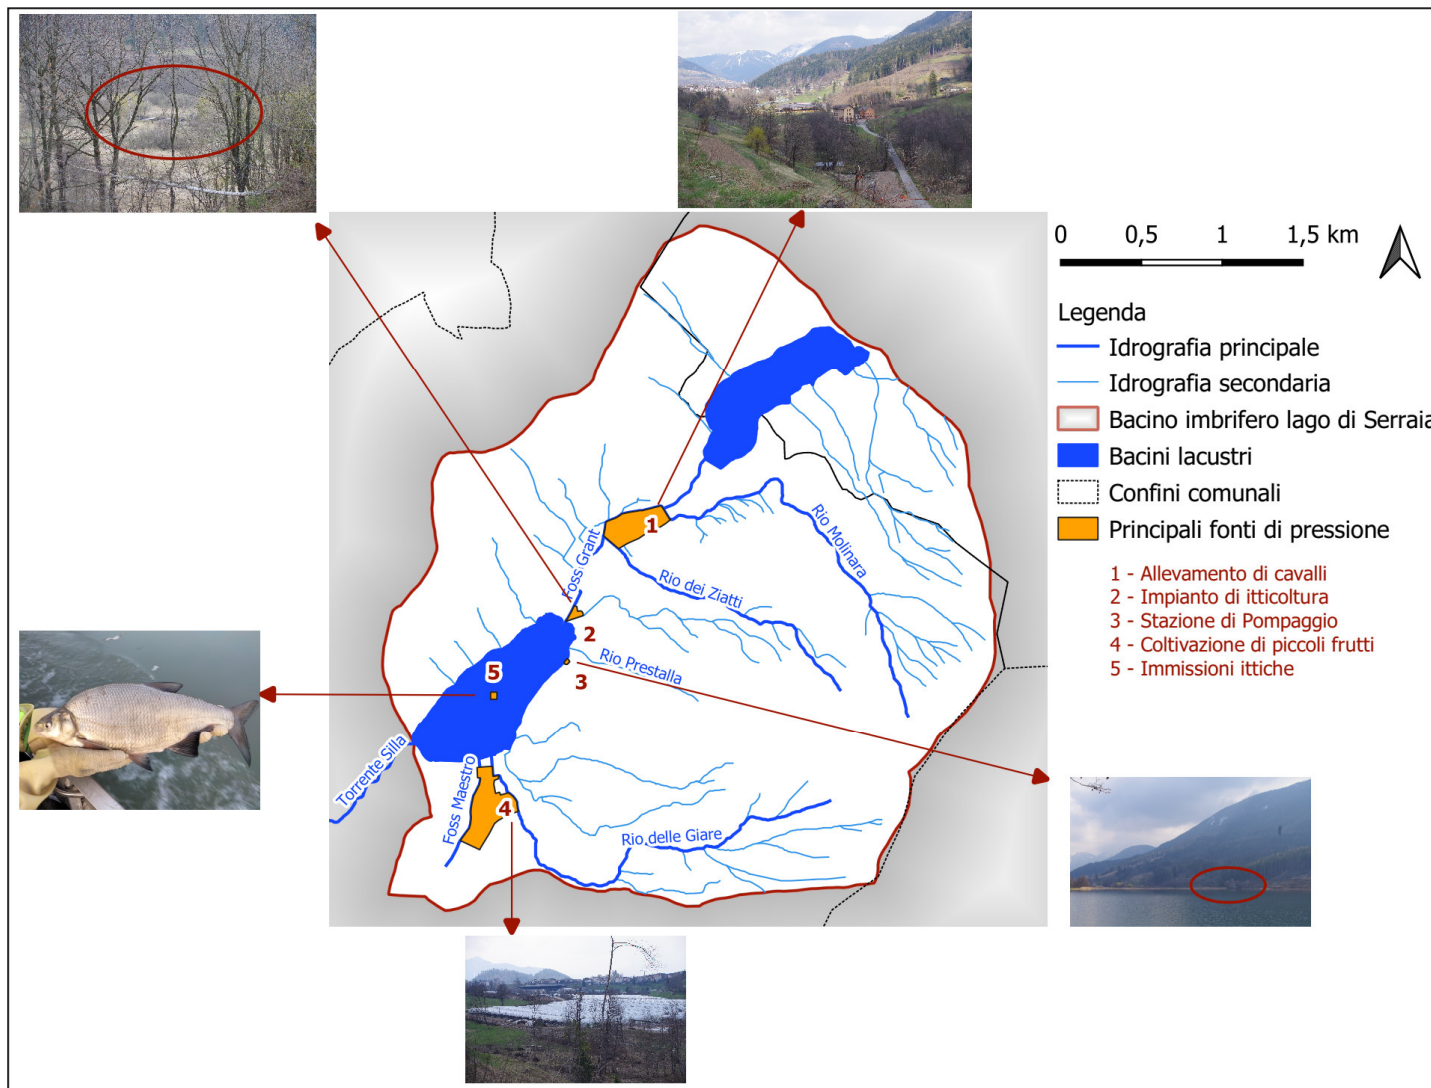 0 0,5 1 1,5 km
Legenda
Idrografia principale
Idrografia secondaria
Bacino imbrifero lago di Serraia
Bacini lacustri
Confini comunali
Principali fonti di pressione
1 - Allevamento di cavalli
2 - Impianto di itticoltura
3 - Stazione di Pompaggio
4 - Coltivazione di piccoli frutti
5 - Immissioni ittiche
1
Rio Molinara
Foss Grant
Rio dei Ziatti
2
Rio Prestalla
5
3
Torrente Silla
Foss Maestro
4
Rio delle Giare